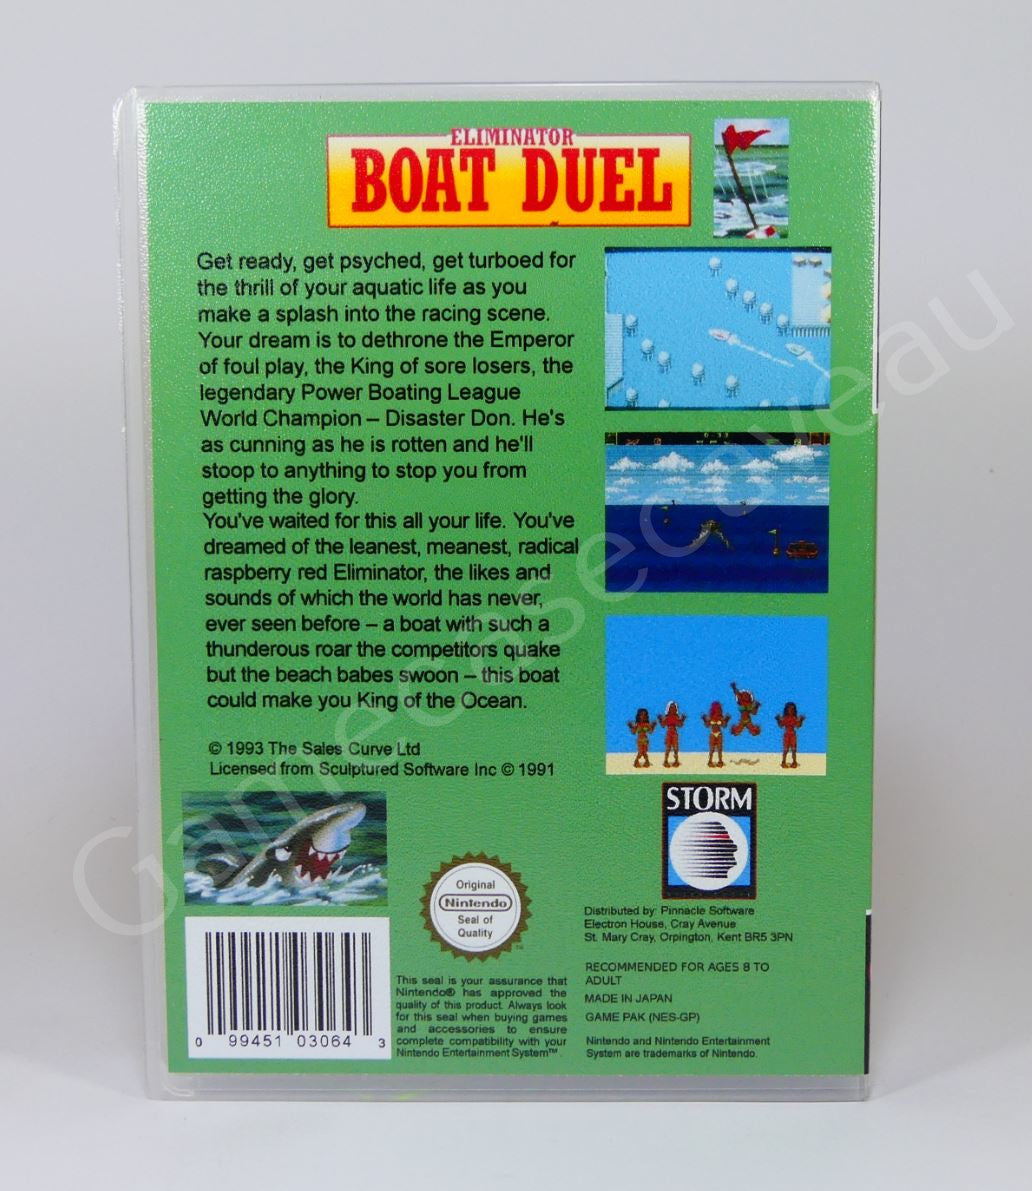 ELIMINATOR
BOAT DUEL
Get ready, get psyched, get turboed for
the thrill of your aquatic life as you
make a splash into the racing scene.
Your dream is to dethrone the Emperor
of foul play, the King of sore losers, the
legendary Power Boating League
World Champion – Disaster Don. He's
as cunning as he is rotten and he'll
stoop to anything to stop you from
getting the glory.
You've waited for this all your life. You've
dreamed of the leanest, meanest, radical
raspberry red Eliminator, the likes and
sounds of which the world has never,
ever seen before – a boat with such a
thunderous roar the competitors quake
but the beach babes swoon – this boat
could make you King of the Ocean.
© 1993 The Sales Curve Ltd
Licensed from Sculptured Software Inc © 1991
STORM
Original
Nintendo
Seal of
Quality
TM
Distributed by: Pinnacle Software
Electron House, Cray Avenue
St. Mary Cray, Orpington, Kent BR5 3PN
RECOMMENDED FOR AGES 8 TO
ADULT
MADE IN JAPAN
GAME PAK (NES-GP)
Nintendo and Nintendo Entertainment
System are trademarks of Nintendo.
This seal is your assurance that
Nintendo® has approved the
quality of this product. Always look
for this seal when buying games
and accessories to ensure
complete compatibility with your
Nintendo Entertainment System™.
0 99451 03064 3
Gamecasecaveau